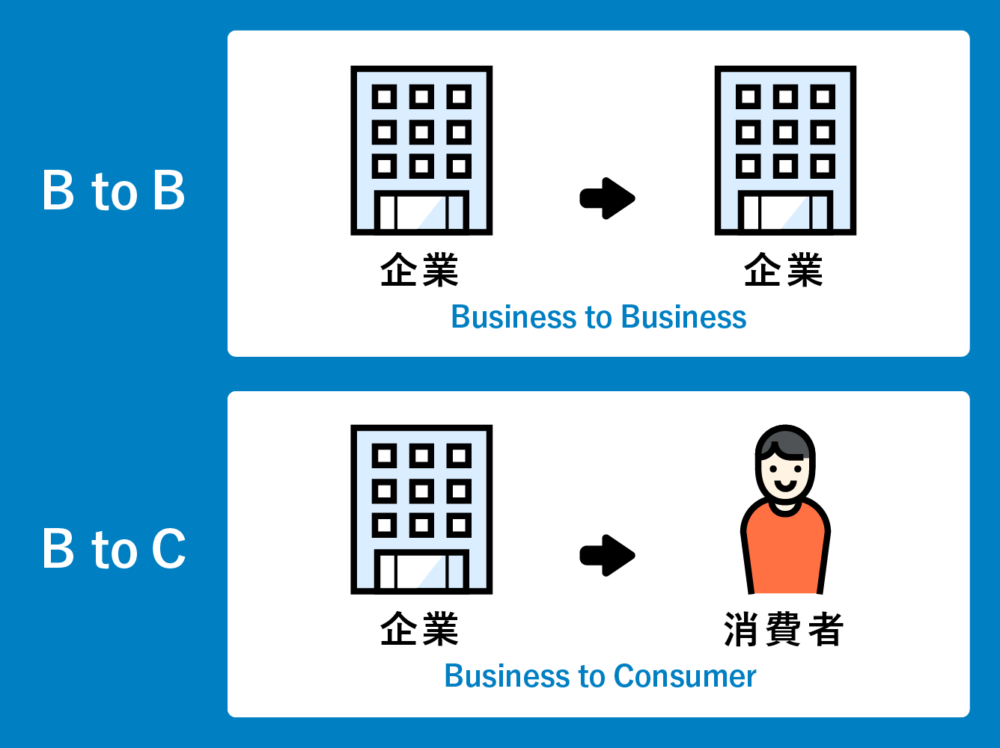 B to B
企業
企業
Business to Business
B to C
企業
消費者
Business to Consumer